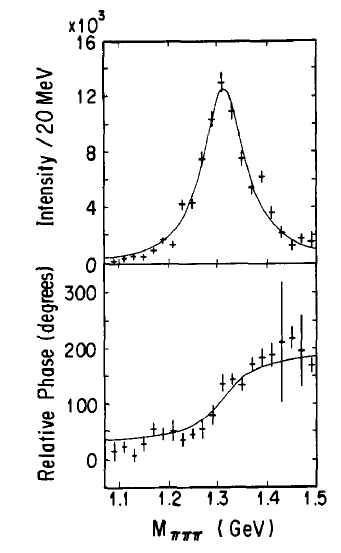 x10³
16
12
8
4
0
Intensity / 20 MeV
300
200
100
0
Relative Phase (degrees)
1.1 1.2 1.3 1.4 1.5
M_πππ (GeV)